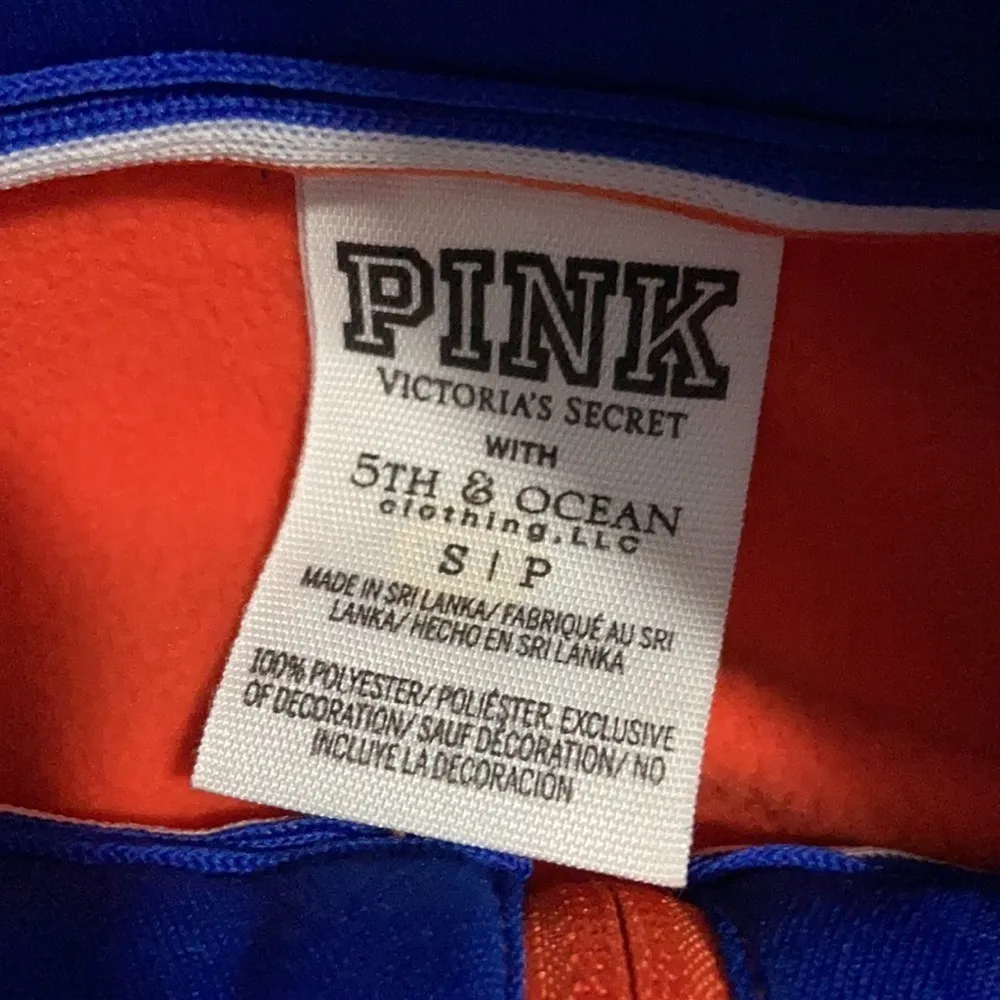 PINK
VICTORIA'S SECRET
WITH
5TH & OCEAN
clothing,LLC
S | P
MADE IN SRI LANKA/ FABRIQUÉ AU SRI
LANKA/ HECHO EN SRI LANKA
100% POLYESTER/ POLIÉSTER. EXCLUSIVE
OF DECORATION/ SAUF DÉCORATION/ NO
INCLUYE LA DECORACIÓN